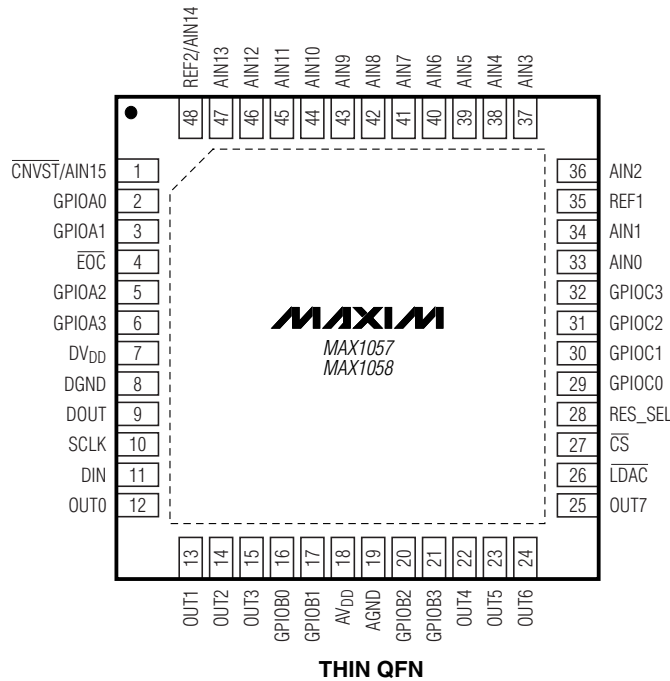 REF2/AIN14
AIN13
AIN12
AIN11
AIN10
AIN9
AIN8
AIN7
AIN6
AIN5
AIN4
AIN3
48 47 46 45 44 43 42 41 40 39 38 37
CNVST/AIN15 1
GPIOA0 2
GPIOA1 3
EOC 4
GPIOA2 5
GPIOA3 6
DVDD 7
DGND 8
DOUT 9
SCLK 10
DIN 11
OUT0 12
MAXIM
MAX1057
MAX1058
36 AIN2
35 REF1
34 AIN1
33 AIN0
32 GPIOC3
31 GPIOC2
30 GPIOC1
29 GPIOC0
28 RES_SEL
27 CS
26 LDAC
25 OUT7
13 14 15 16 17 18 19 20 21 22 23 24
OUT1
OUT2
OUT3
GPIOB0
GPIOB1
AVDD
AGND
GPIOB2
GPIOB3
OUT4
OUT5
OUT6
THIN QFN